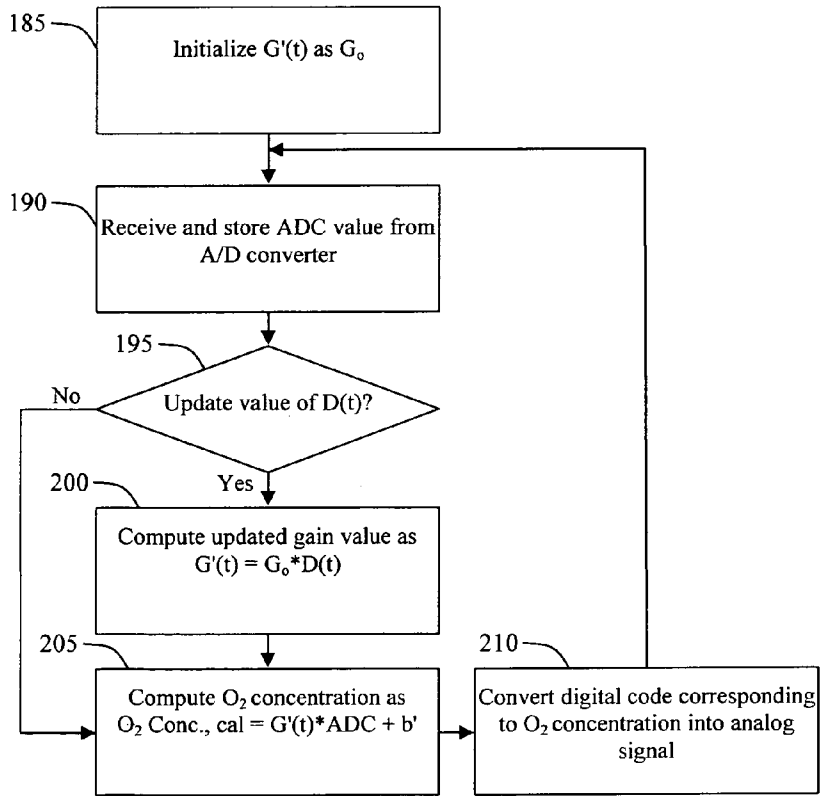 185
Initialize G'(t) as Gₒ
190
Receive and store ADC value from
A/D converter
195
No
Update value of D(t)?
Yes
200
Compute updated gain value as
G'(t) = Gₒ*D(t)
205
Compute O₂ concentration as
O₂ Conc., cal = G'(t)*ADC + b'
210
Convert digital code corresponding
to O₂ concentration into analog
signal